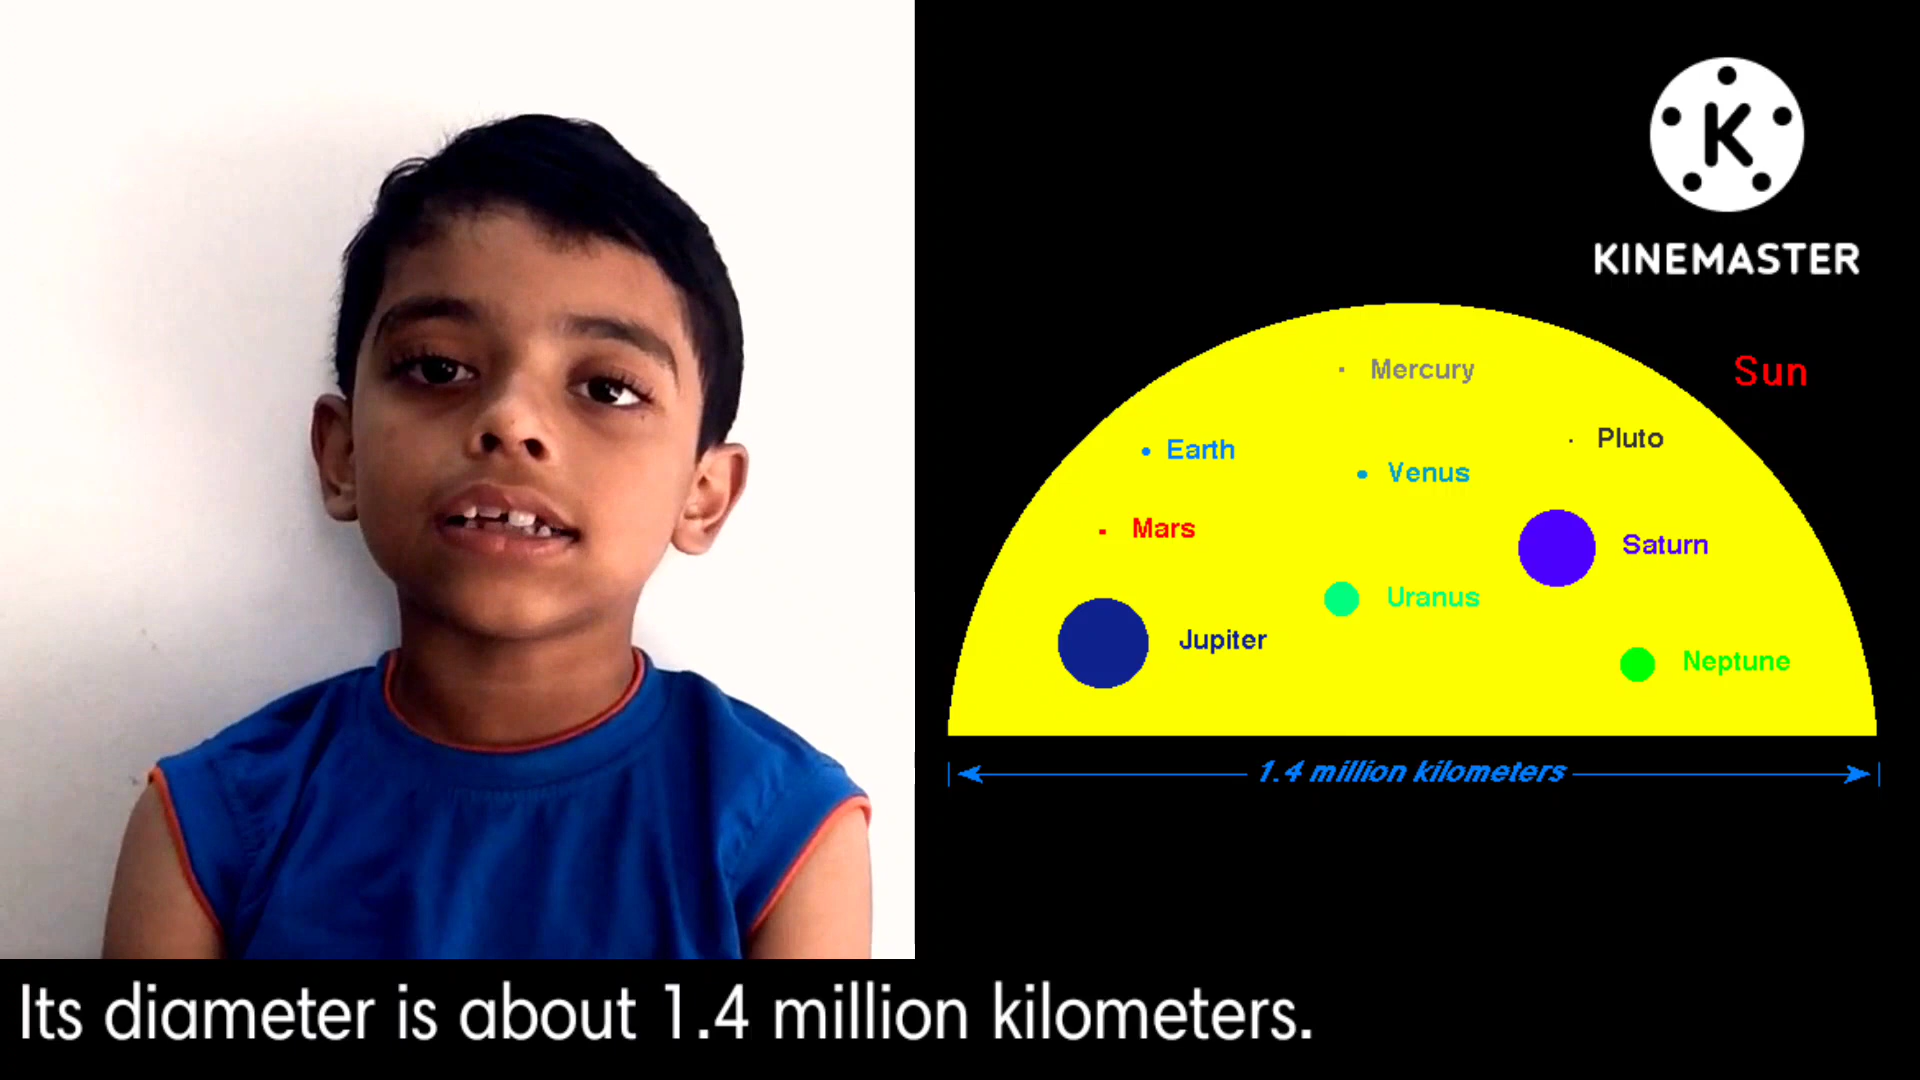 K
KINEMASTER
Sun
Mercury
Pluto
Earth
Venus
Mars
Saturn
Uranus
Jupiter
Neptune
1.4 million kilometers
Its diameter is about 1.4 million kilometers.